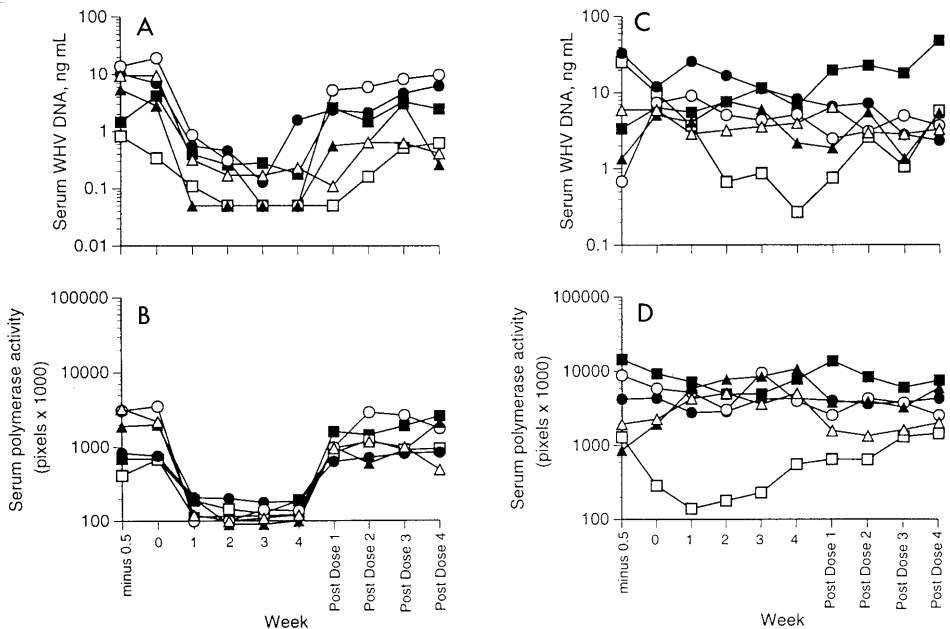 A
Serum WHV DNA, ng mL
100
10
1
0.1
0.01
C
Serum WHV DNA, ng mL
100
10
1
0.1
B
Serum polymerase activity
(pixels x 1000)
100000
10000
1000
100
minus 0.5
0
1
2
3
4
Post Dose 1
Post Dose 2
Post Dose 3
Post Dose 4
Week
D
Serum polymerase activity
(pixels x 1000)
100000
10000
1000
100
minus 0.5
0
1
2
3
4
Post Dose 1
Post Dose 2
Post Dose 3
Post Dose 4
Week